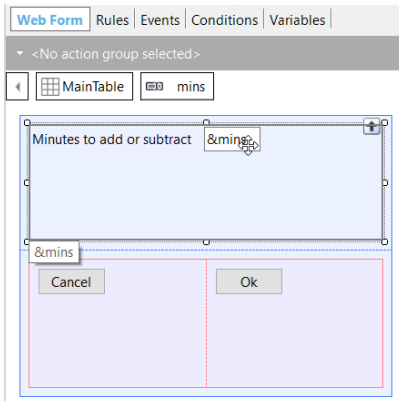 Web Form Rules Events Conditions Variables
<No action group selected>
MainTable mins
Minutes to add or subtract &mins
&mins
Cancel Ok